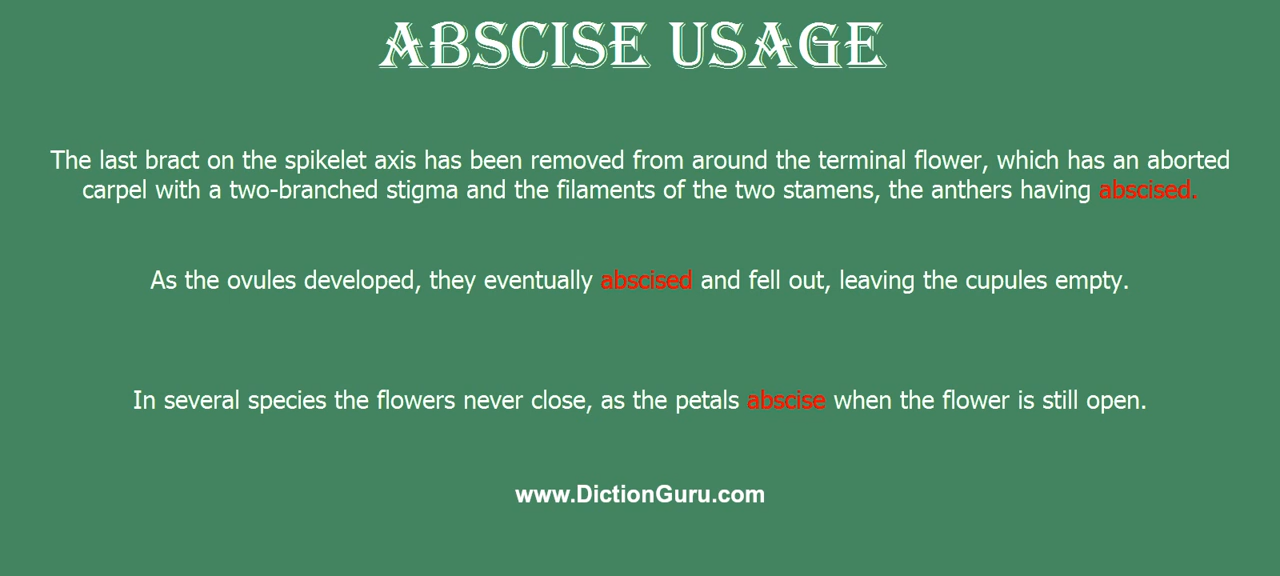 ABSCISE USAGE
The last bract on the spikelet axis has been removed from around the terminal flower, which has an aborted
carpel with a two-branched stigma and the filaments of the two stamens, the anthers having abscised.
As the ovules developed, they eventually abscised and fell out, leaving the cupules empty.
In several species the flowers never close, as the petals abscise when the flower is still open.
www.DictionGuru.com